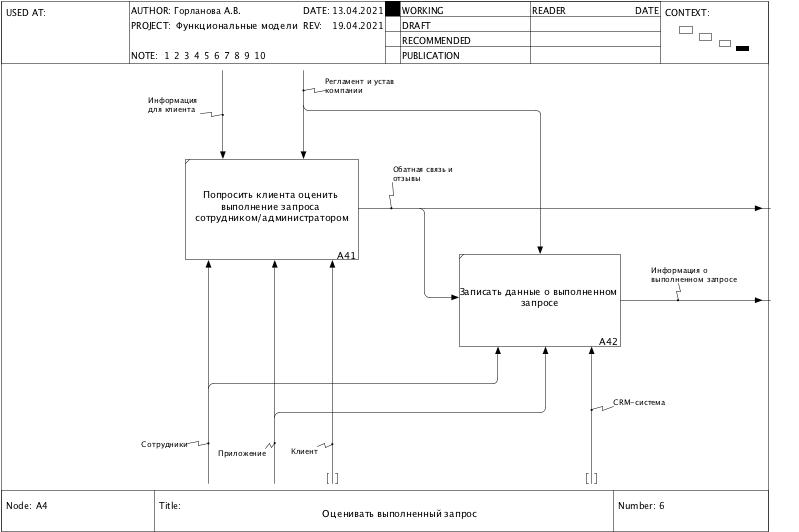 USED AT:
AUTHOR: Горланова А.В.
DATE: 13.04.2021
PROJECT: Функциональные модели
REV: 19.04.2021
NOTE: 1 2 3 4 5 6 7 8 9 10
WORKING
DRAFT
RECOMMENDED
PUBLICATION
READER
DATE
CONTEXT:
Регламент и устав
компании
Информация
для клиента
Обатная связь и
отзывы
Попросить клиента оценить
выполнение запроса
сотрудником/администратором
A41
Информация о
выполненном запросе
Записать данные о выполненном
запросе
A42
CRM-система
Сотрудники
Приложение
Клиент
[ ]
[ ]
Node: A4
Title:
Оценивать выполненный запрос
Number: 6